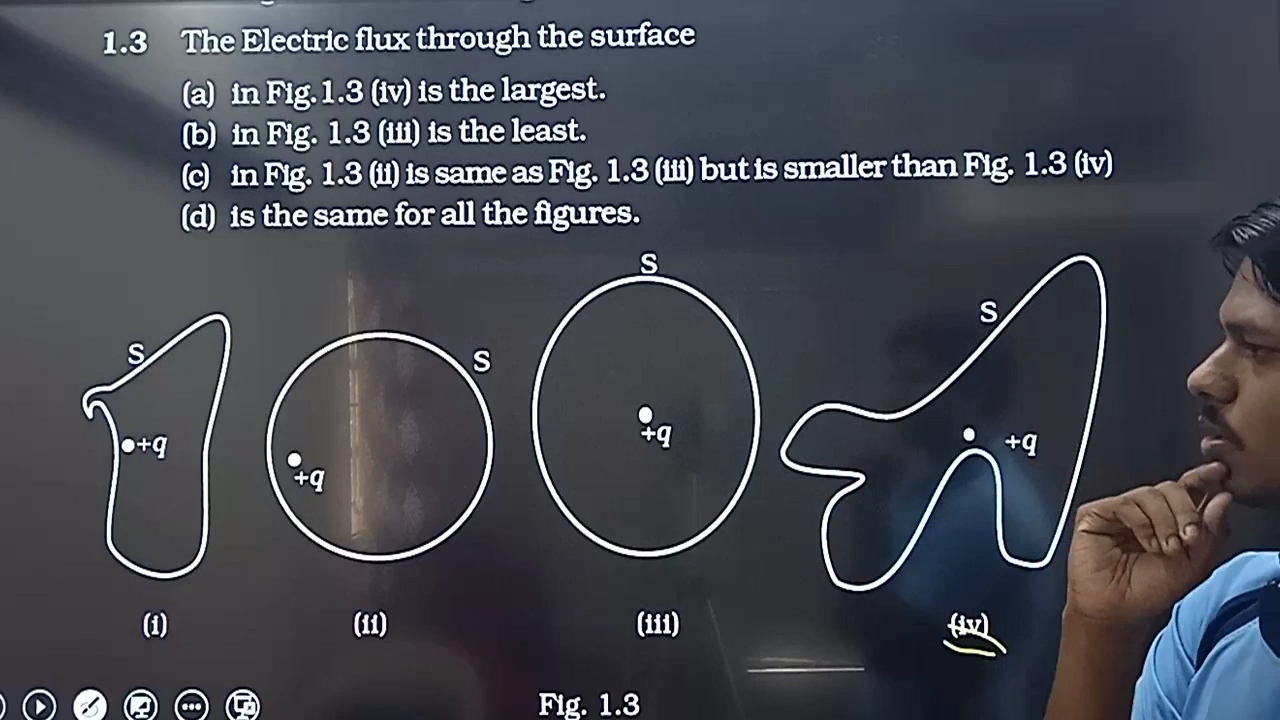 1.3 The Electric flux through the surface
(a) in Fig. 1.3 (iv) is the largest.
(b) in Fig. 1.3 (iii) is the least.
(c) in Fig. 1.3 (ii) is same as Fig. 1.3 (iii) but is smaller than Fig. 1.3 (iv)
(d) is the same for all the figures.
S
S
S
S
+q
+q
+q
+q
(i) (ii) (iii) (iv)
Fig. 1.3